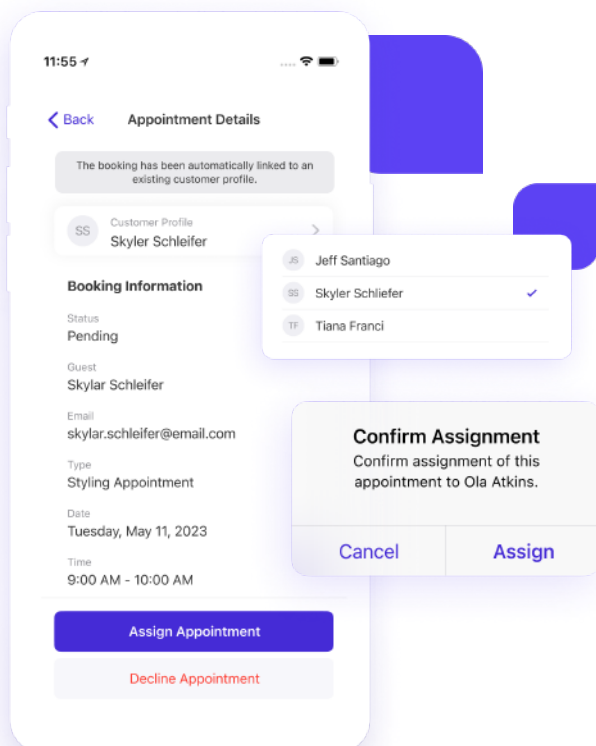 11:55
Back
Appointment Details
The booking has been automatically linked to an
existing customer profile.
SS
Customer Profile
Skyler Schleifer
JS
Jeff Santiago
SS
Skyler Schliefer
TF
Tiana Franci
Booking Information
Status
Pending
Guest
Skylar Schleifer
Email
skylar.schleifer@email.com
Type
Styling Appointment
Date
Tuesday, May 11, 2023
Time
9:00 AM - 10:00 AM
Confirm Assignment
Confirm assignment of this
appointment to Ola Atkins.
Cancel
Assign
Assign Appointment
Decline Appointment